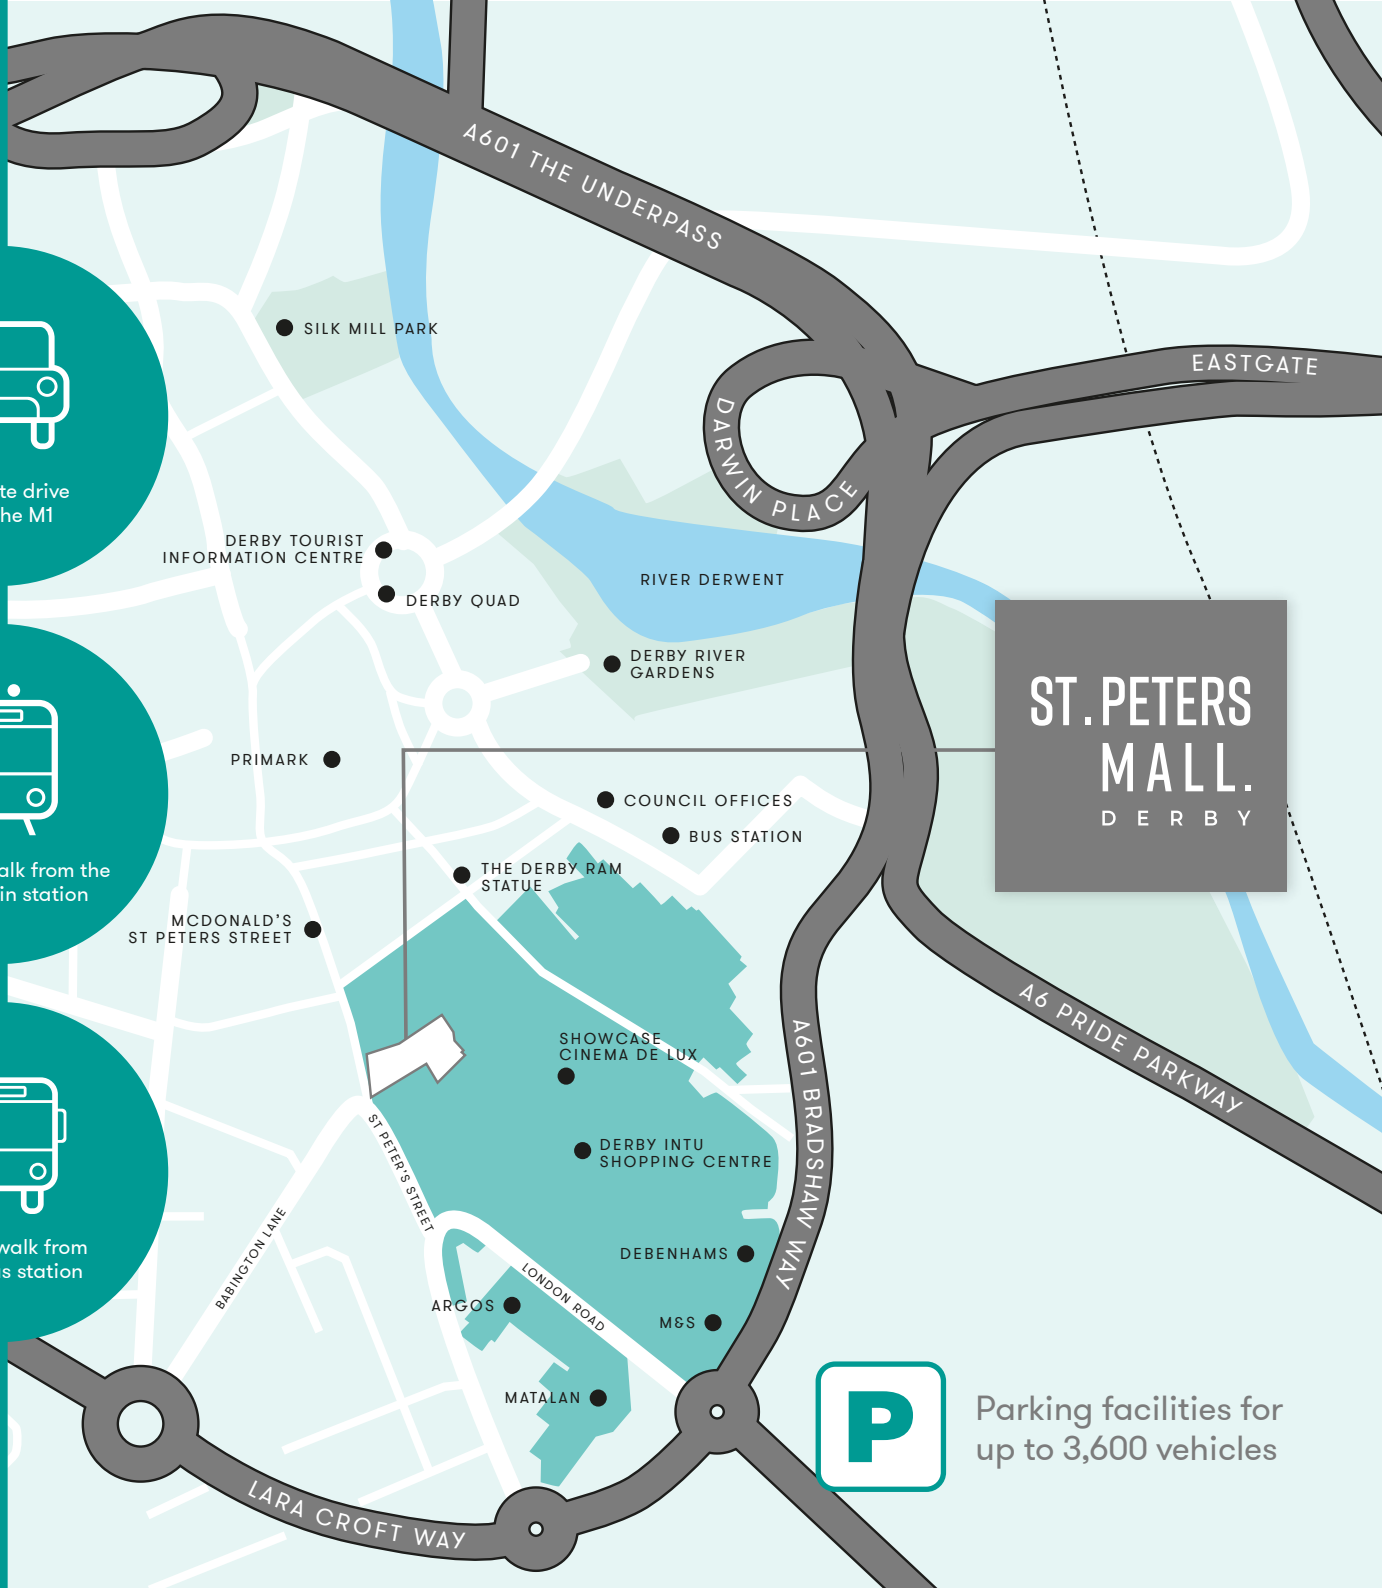 A601 THE UNDERPASS
SILK MILL PARK
EASTGATE
DARWIN PLACE
te drive
he M1
DERBY TOURIST
INFORMATION CENTRE
DERBY QUAD
RIVER DERWENT
DERBY RIVER
GARDENS
ST.PETERS
MALL.
DERBY
PRIMARK
COUNCIL OFFICES
BUS STATION
alk from the
in station
THE DERBY RAM
STATUE
MCDONALD'S
ST PETERS STREET
A6 PRIDE PARKWAY
SHOWCASE
CINEMA DE LUX
A601 BRADSHAW WAY
ST PETER'S STREET
DERBY INTU
SHOPPING CENTRE
walk from
s station
BABINGTON LANE
DEBENHAMS
LONDON ROAD
ARGOS
M&S
MATALAN
P
Parking facilities for
up to 3,600 vehicles
LARA CROFT WAY